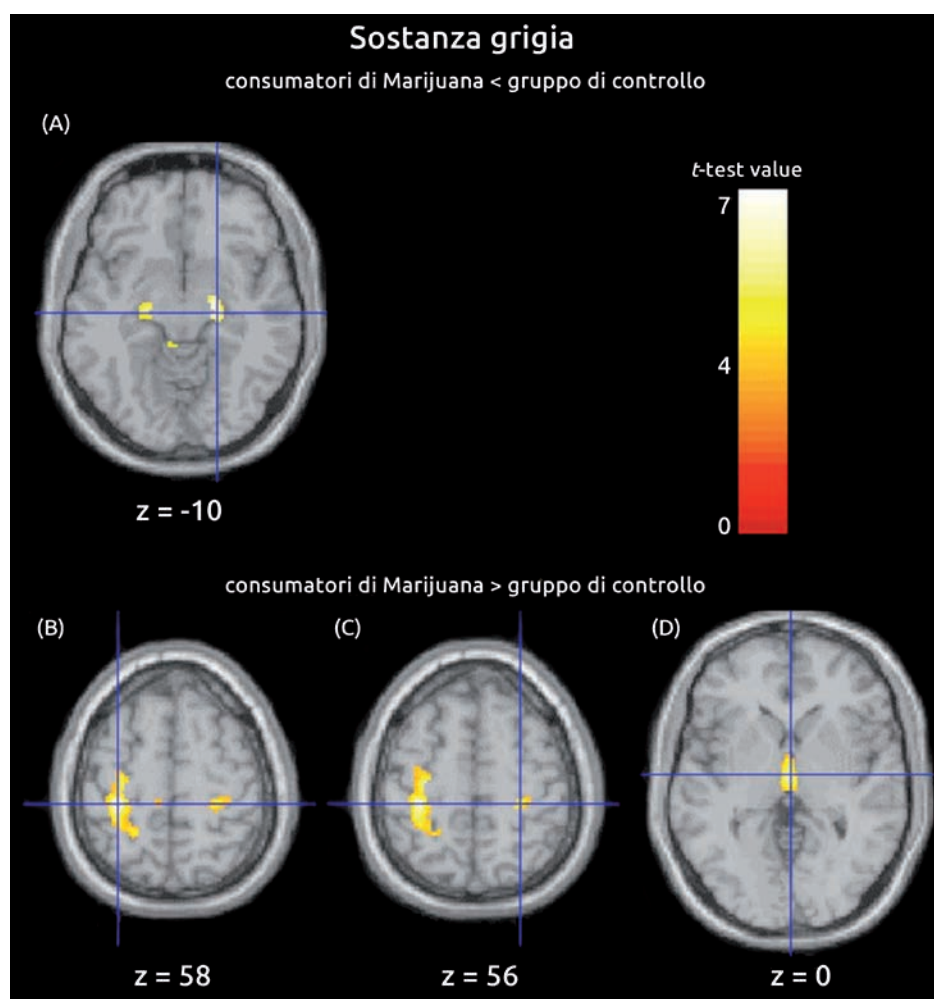 Sostanza grigia
consumatori di Marijuana < gruppo di controllo
(A)
t-test value
7
4
0
z = -10
consumatori di Marijuana > gruppo di controllo
(B)
(C)
(D)
z = 58
z = 56
z = 0